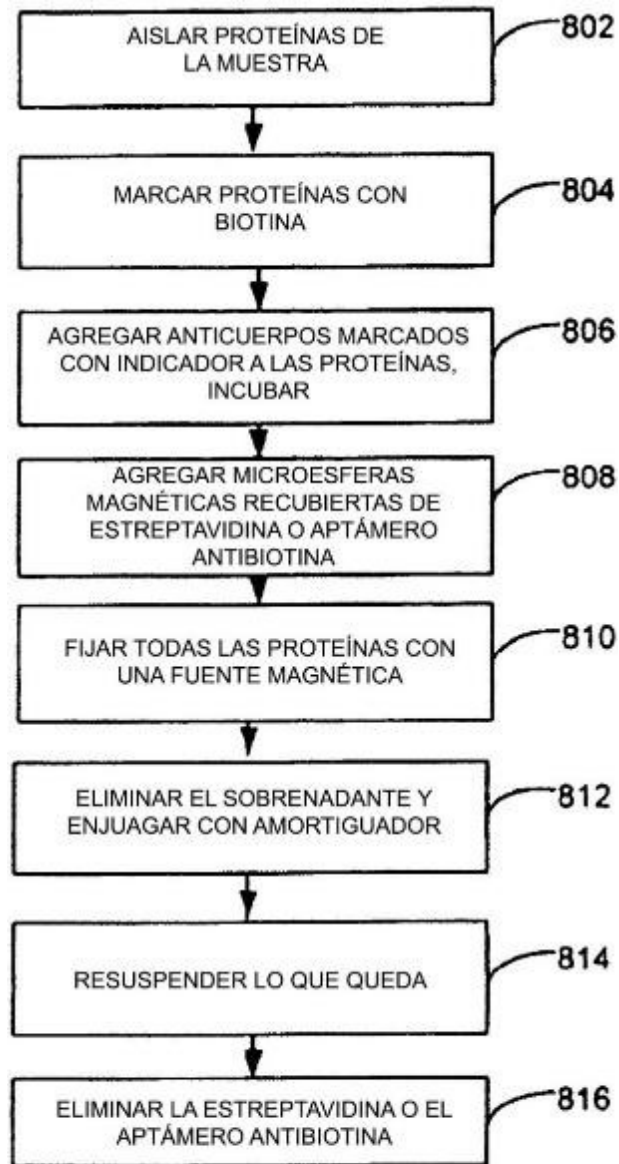 AISLAR PROTEÍNAS DE
LA MUESTRA
802
MARCAR PROTEÍNAS CON
BIOTINA
804
AGREGAR ANTICUERPOS MARCADOS
CON INDICADOR A LAS PROTEÍNAS,
INCUBAR
806
AGREGAR MICROESFERAS
MAGNÉTICAS RECUBIERTAS DE
ESTREPTAVIDINA O APTÁMERO
ANTIBIOTINA
808
FIJAR TODAS LAS PROTEÍNAS CON
UNA FUENTE MAGNÉTICA
810
ELIMINAR EL SOBRENADANTE Y
ENJUAGAR CON AMORTIGUADOR
812
RESUSPENDER LO QUE QUEDA
814
ELIMINAR LA ESTREPTAVIDINA O EL
APTÁMERO ANTIBIOTINA
816